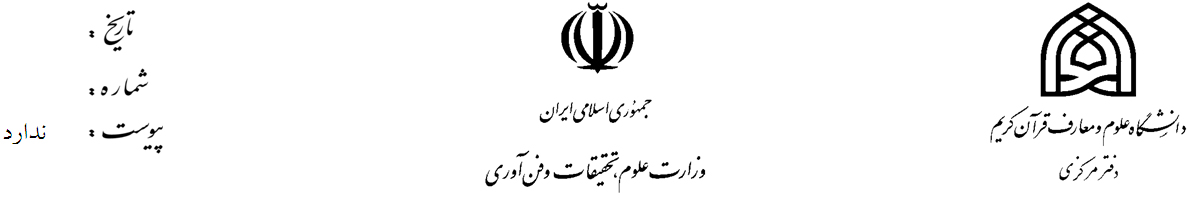 دانشگاه علوم و معارف قرآن کریم
دفتر مرکزی
جمهوری اسلامی ایران
وزارت علوم، تحقیقات و فن آوری
تاریخ :
شماره :
پیوست : ندارد